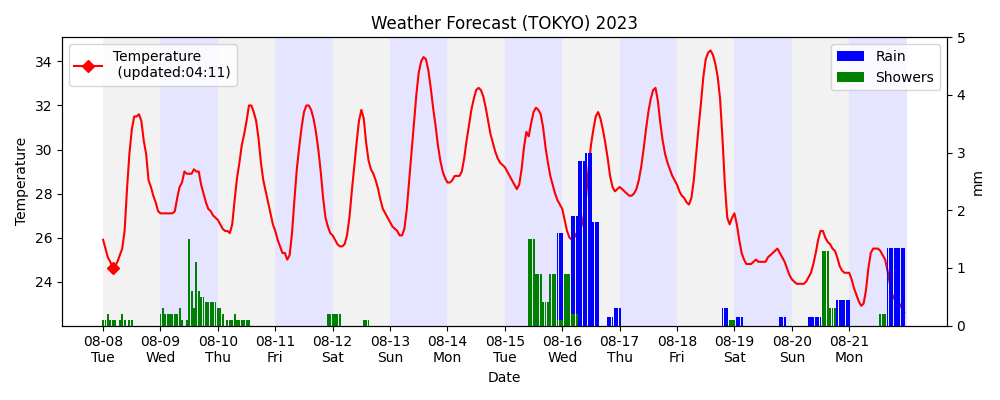 Weather Forecast (TOKYO) 2023
Temperature
(updated:04:11)
Rain
Showers
Temperature
34
32
30
28
26
24
5
4
3
2
1
0
mm
08-08 08-09 08-10 08-11 08-12 08-13 08-14 08-15 08-16 08-17 08-18 08-19 08-20 08-21
Tue Wed Thu Fri Sat Sun Mon Tue Wed Thu Fri Sat Sun Mon
Date